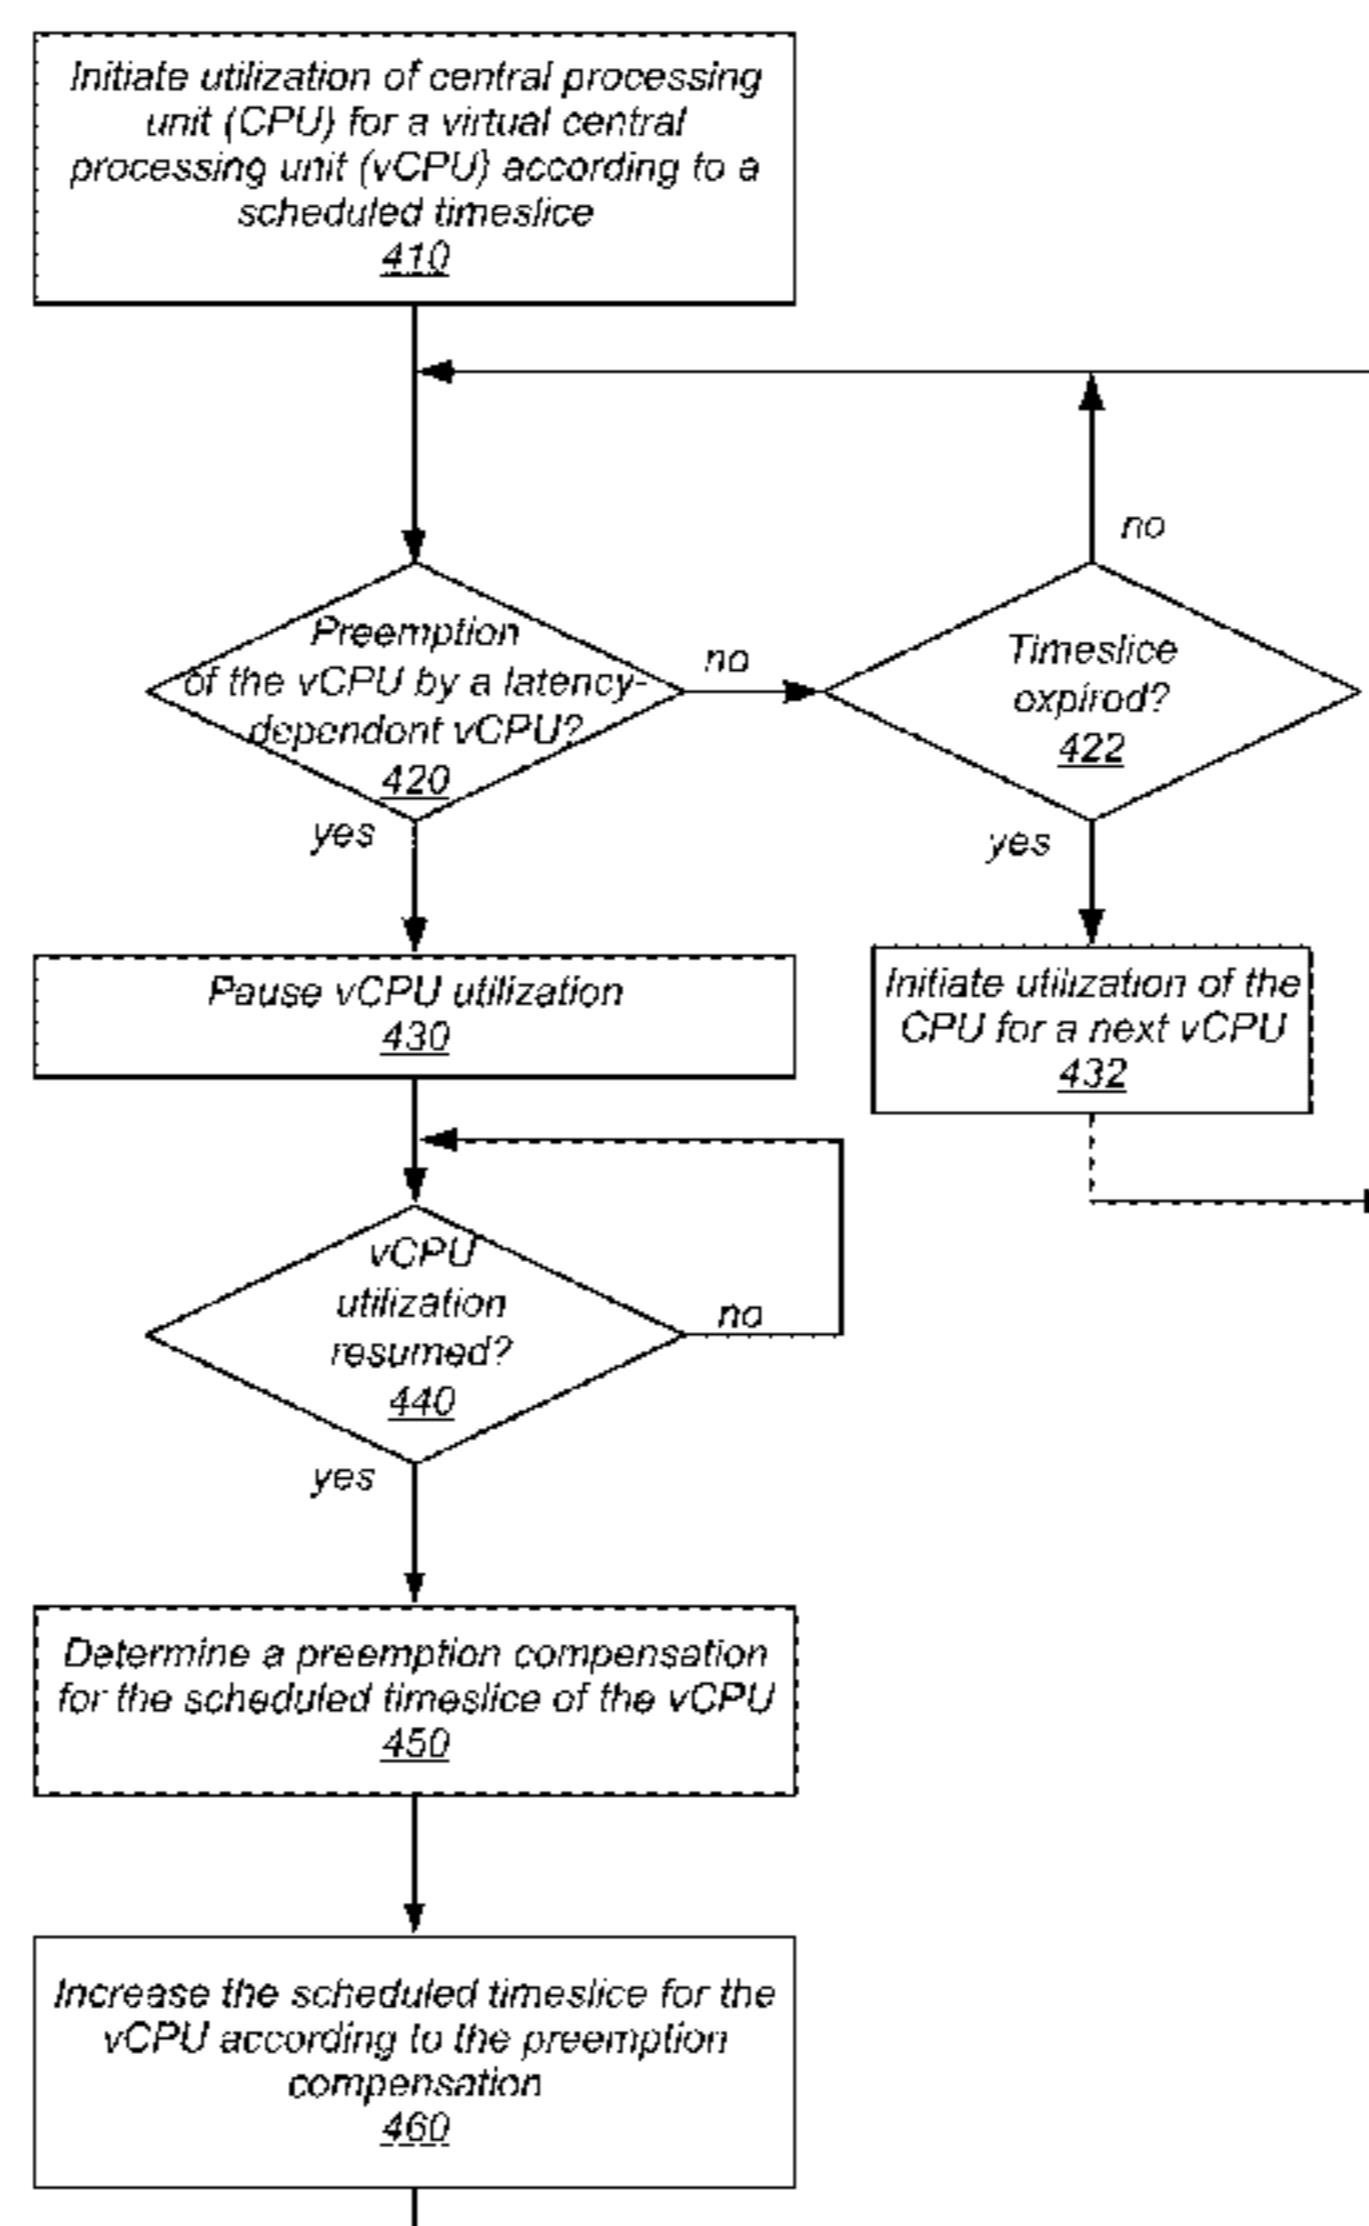 Initiate utilization of central processing
unit (CPU) for a virtual central
processing unit (vCPU) according to a
scheduled timeslice
410
no
Preemption
of the vCPU by a latency-
dependent vCPU?
420
no
Timeslice
expired?
422
yes
yes
Pause vCPU utilization
430
Initiate utilization of the
CPU for a next vCPU
432
vCPU
utilization
resumed?
440
no
yes
Determine a preemption compensation
for the scheduled timeslice of the vCPU
450
Increase the scheduled timeslice for the
vCPU according to the preemption
compensation
460